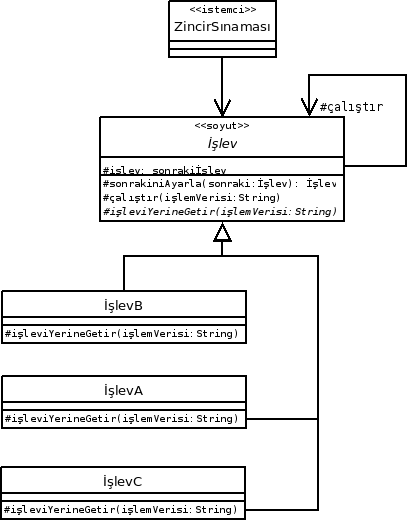 <<istemci>>
ZincirSınaması
#çalıştır
<<soyut>>
İşlev
#işlev: sonrakiİşlev
#sonrakiniAyarla(sonraki:İşlev): İşlev
#çalıştır(işlemVerisi:String)
#işleviYerineGetir(işlemVerisi:String)
İşlevB
#işleviYerineGetir(işlemVerisi:String)
İşlevA
#işleviYerineGetir(işlemVerisi:String)
İşlevC
#işleviYerineGetir(işlemVerisi:String)